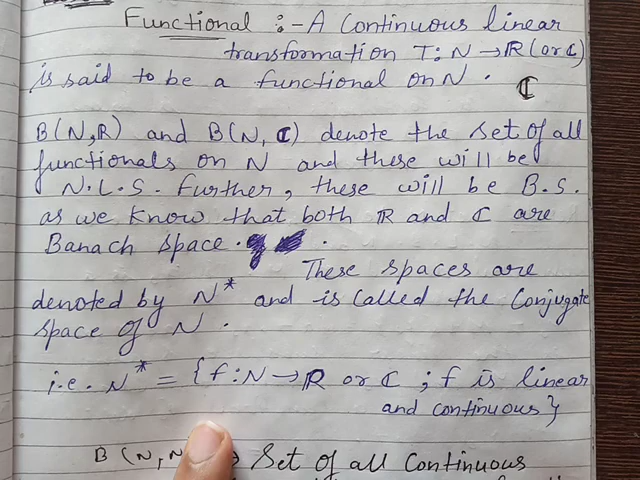 Functional :- A Continuous linear
transformation T: N → ℝ (or ℂ)
is said to be a functional on N .
ℂ
B(N,R) and B(N, ℂ) denote the set of all
functionals on N and these will be
N.L.S. Further, these will be B.S.
as we know that both ℝ and ℂ are
Banach space .
These spaces are
denoted by N* and is called the Conjugate
space of N .
i.e. N* = {f : N → ℝ or ℂ ; f is linear
and continuous}
B (N, N Set of all Continuous